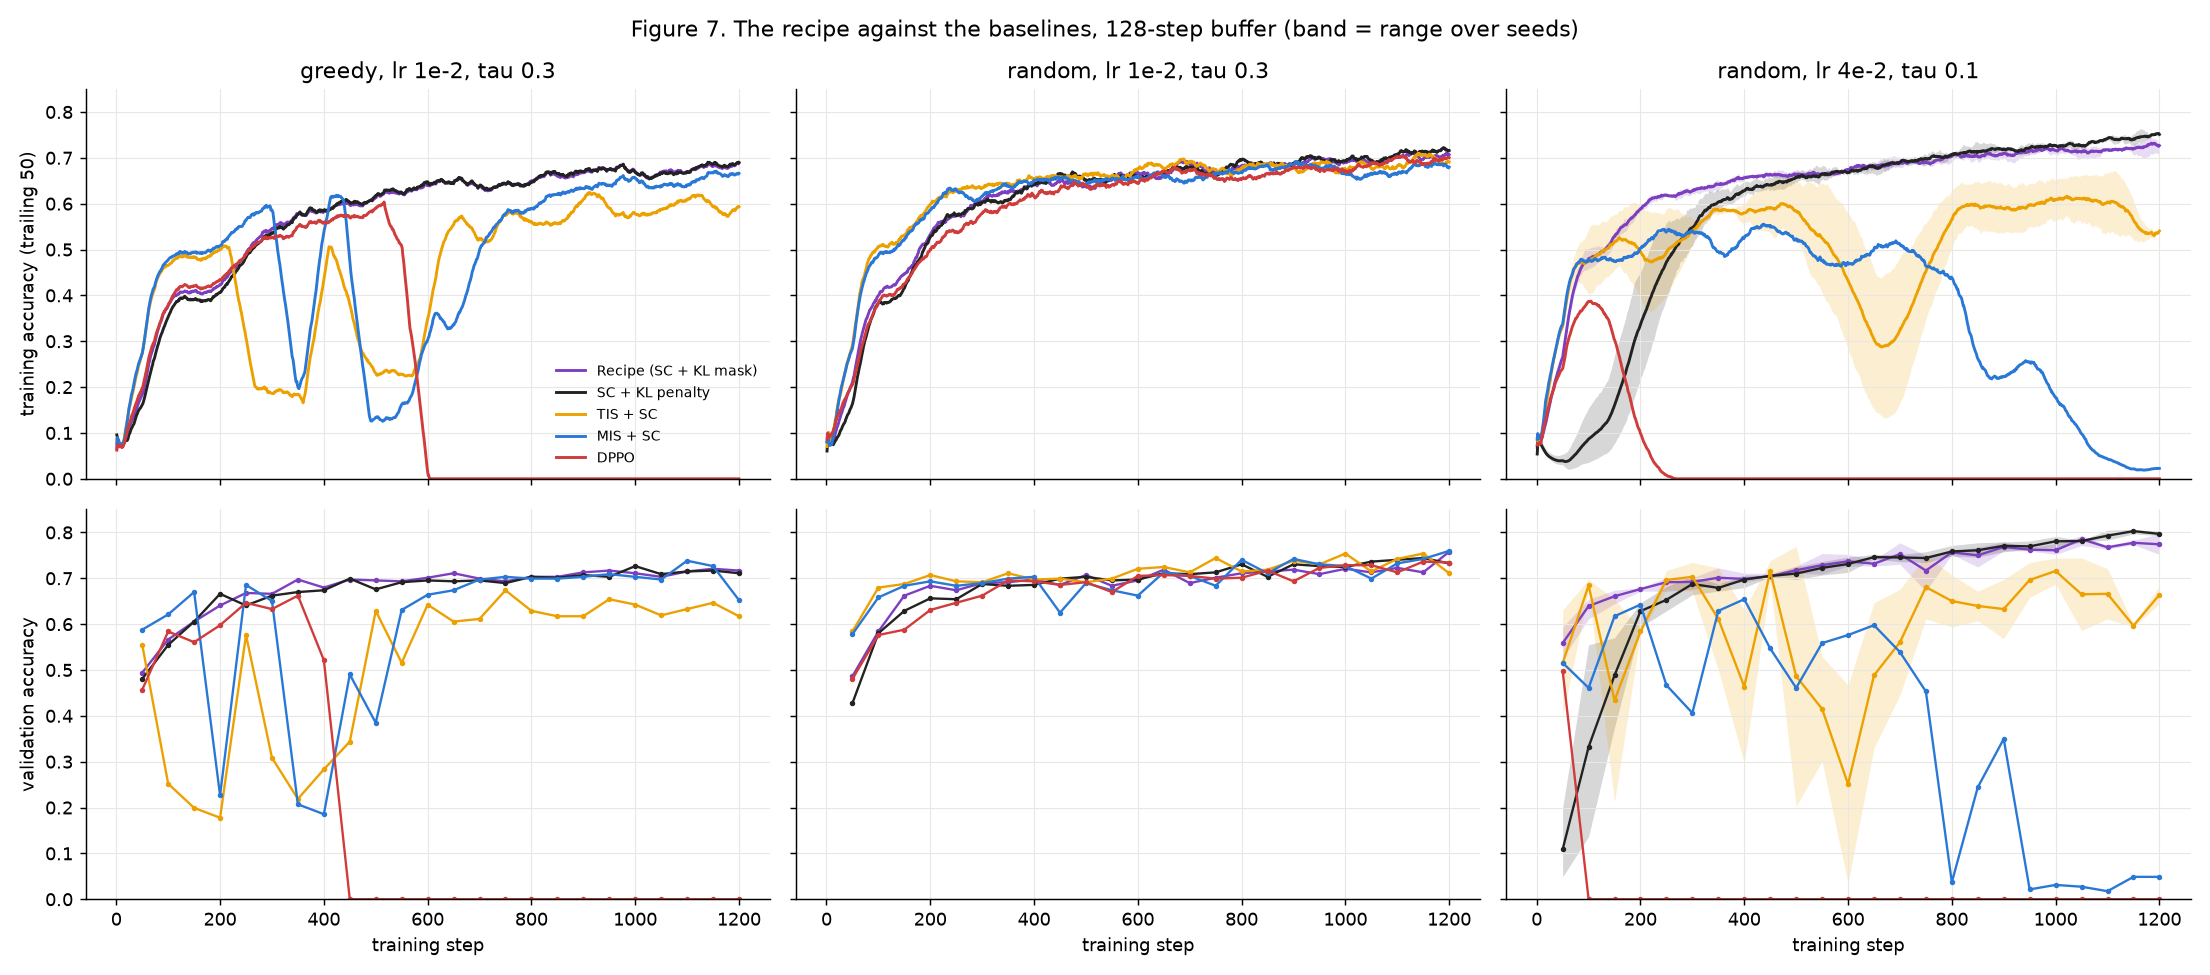 Figure 7. The recipe against the baselines, 128-step buffer (band = range over seeds)
greedy, lr 1e-2, tau 0.3
random, lr 1e-2, tau 0.3
random, lr 4e-2, tau 0.1
training accuracy (trailing 50)
0.8
0.7
0.6
0.5
0.4
0.3
0.2
0.1
0.0
Recipe (SC + KL mask)
SC + KL penalty
TIS + SC
MIS + SC
DPPO
validation accuracy
0.8
0.7
0.6
0.5
0.4
0.3
0.2
0.1
0.0
0 200 400 600 800 1000 1200
0 200 400 600 800 1000 1200
0 200 400 600 800 1000 1200
training step
training step
training step